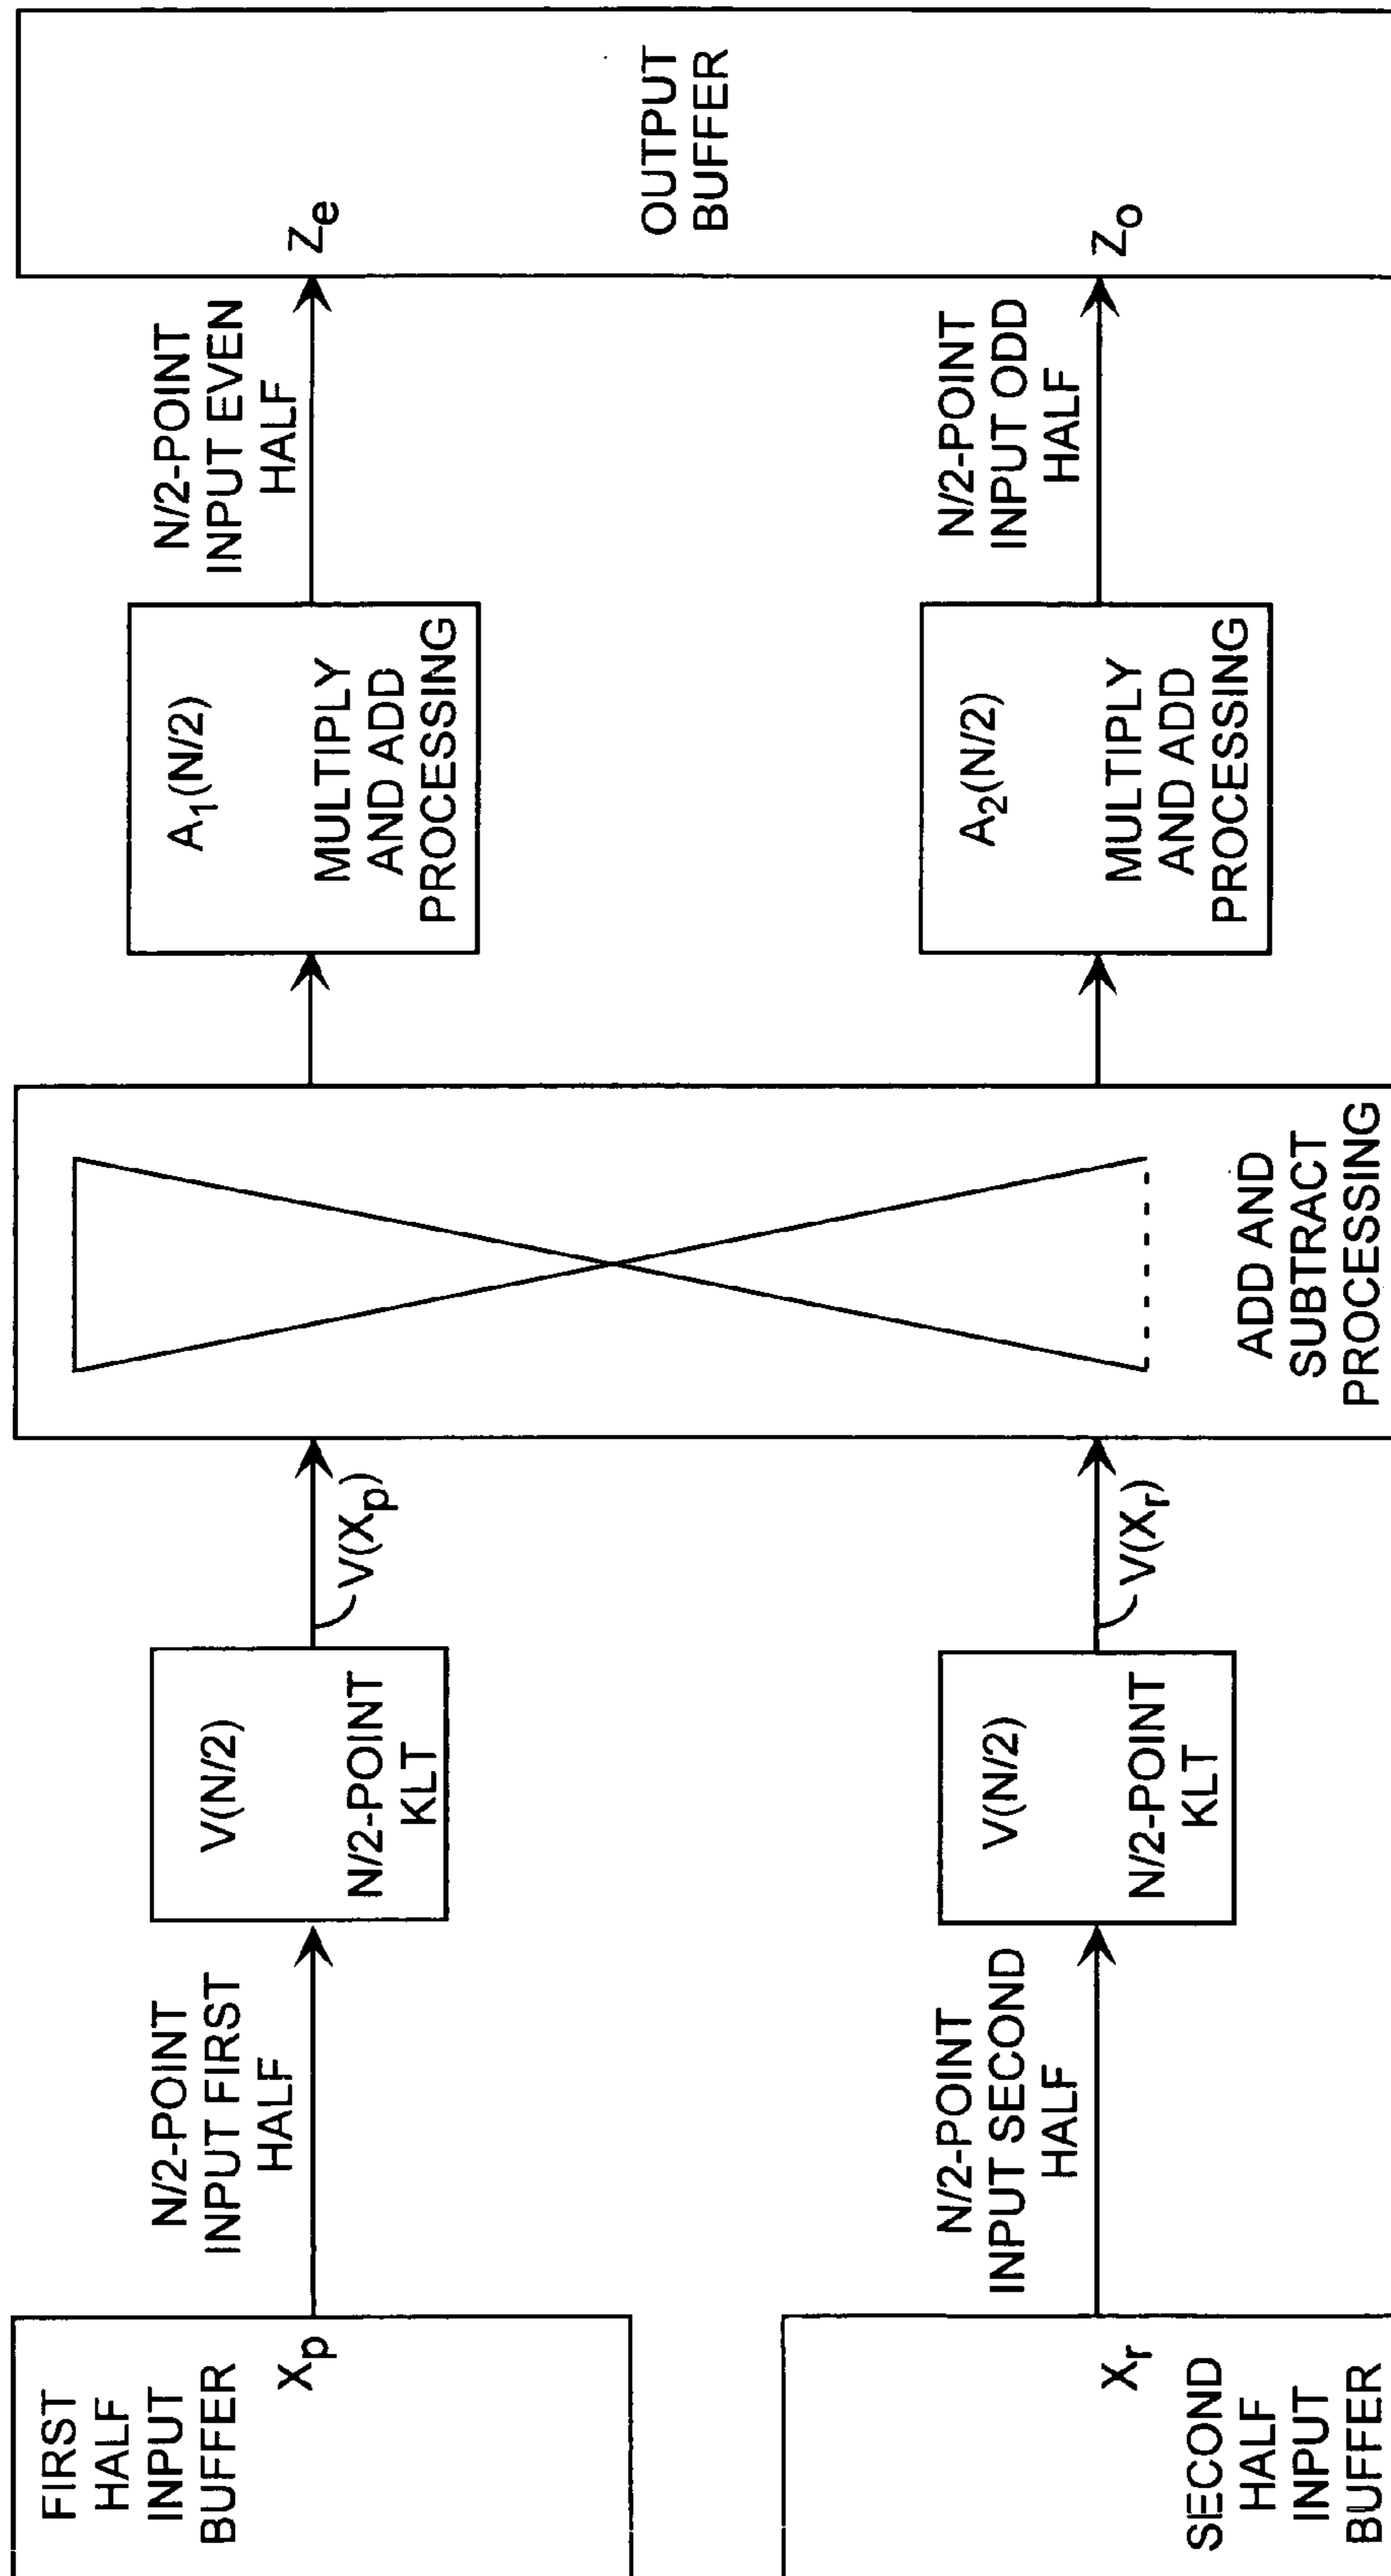 FIRST
HALF
INPUT
BUFFER
Xp
N/2-POINT
INPUT FIRST
HALF
V(N/2)
N/2-POINT
KLT
V(Xp)
SECOND
HALF
INPUT
BUFFER
Xr
N/2-POINT
INPUT SECOND
HALF
V(N/2)
N/2-POINT
KLT
V(Xr)
ADD AND
SUBTRACT
PROCESSING
A1(N/2)
MULTIPLY
AND ADD
PROCESSING
N/2-POINT
INPUT EVEN
HALF
Ze
A2(N/2)
MULTIPLY
AND ADD
PROCESSING
N/2-POINT
INPUT ODD
HALF
Zo
OUTPUT
BUFFER